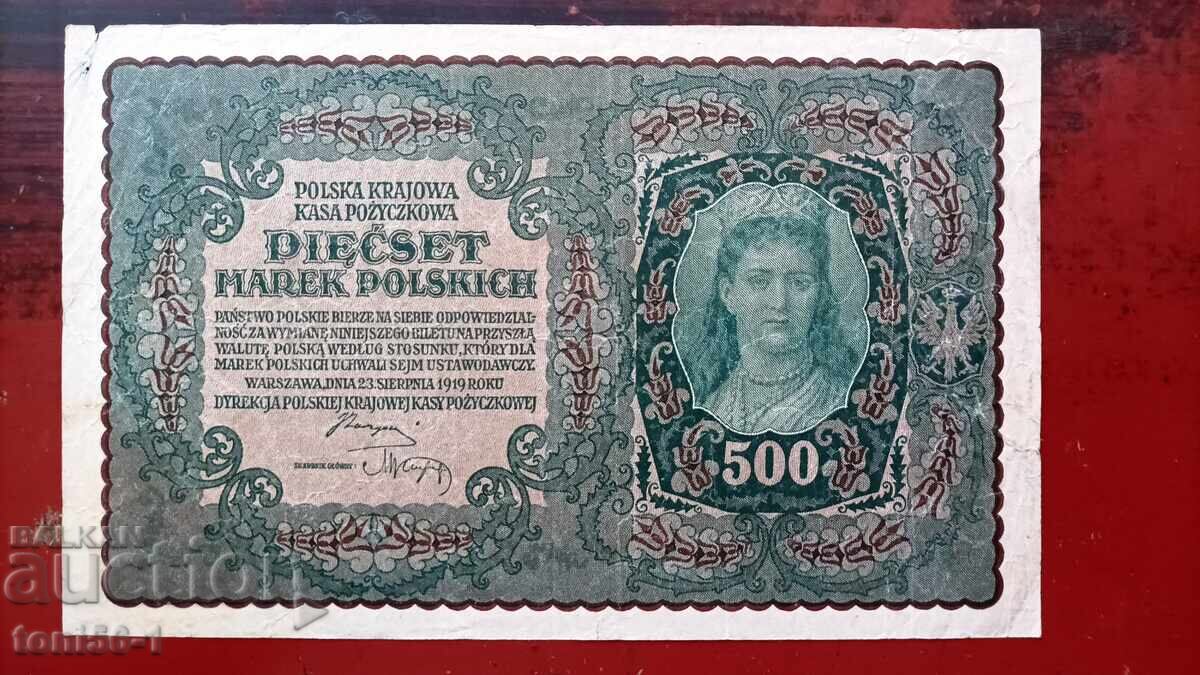 POLSKA KRAJOWA
KASA POŻYCZKOWA
PIĘĆSET
MAREK POLSKICH
PAŃSTWO POLSKIE BIERZE NA SIEBIE ODPOWIEDZIAL-
NOŚĆ ZA WYMIANĘ NINIEJSZEGO BILETU NA PRZYSZŁĄ
WALUTĘ POLSKĄ WEDŁUG STOSUNKU, KTÓRY DLA
MAREK POLSKICH UCHWALI SEJM USTAWODAWCZY.
WARSZAWA, DNIA 23 SIERPNIA 1919 ROKU
DYREKCJA POLSKIEJ KRAJOWEJ KASY POŻYCZKOWEJ
SKARBNIK GŁÓWNY:
500
BALKAN
auction
toni56-1